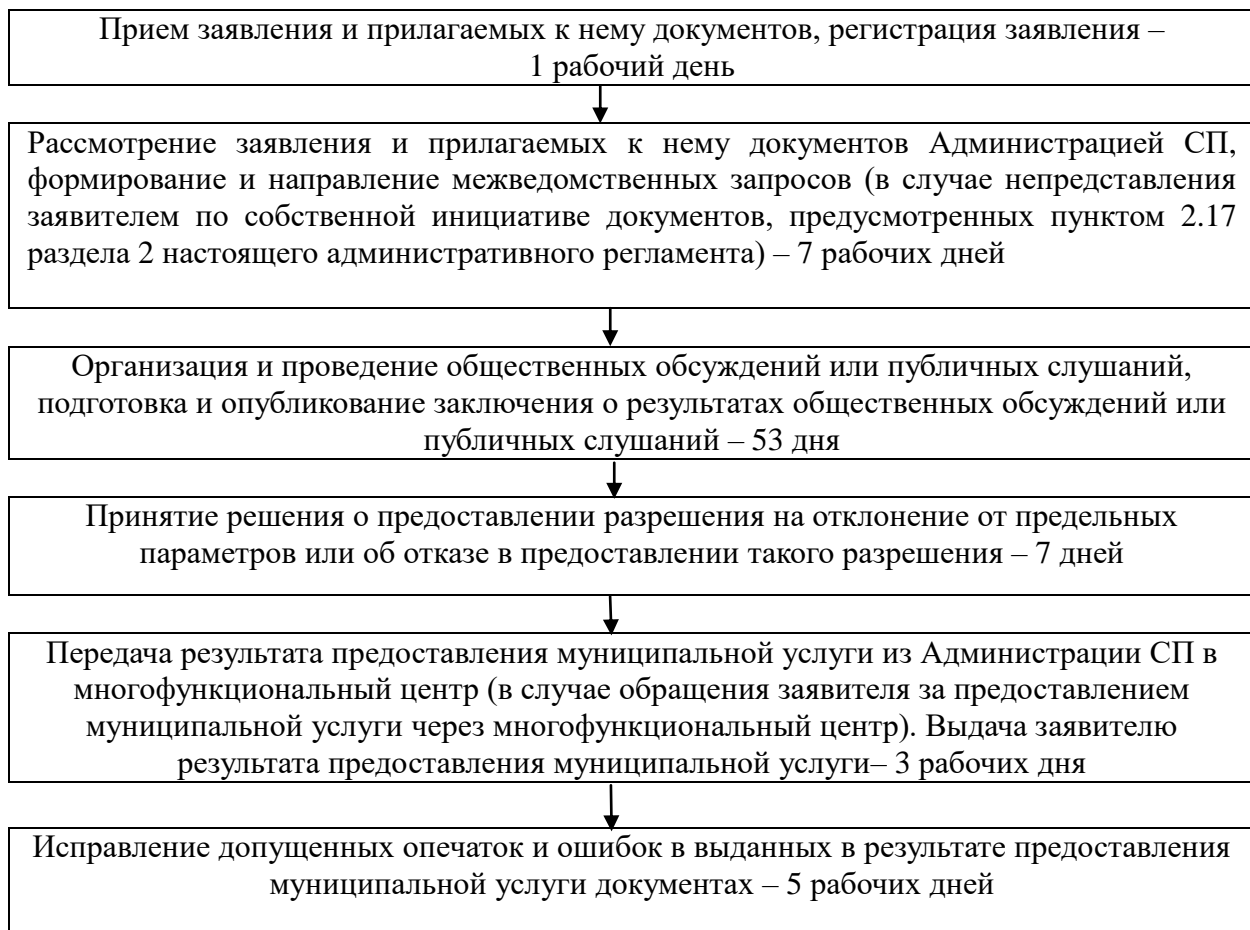 Прием заявления и прилагаемых к нему документов, регистрация заявления –
1 рабочий день
Рассмотрение заявления и прилагаемых к нему документов Администрацией СП,
формирование и направление межведомственных запросов (в случае непредставления
заявителем по собственной инициативе документов, предусмотренных пунктом 2.17
раздела 2 настоящего административного регламента) – 7 рабочих дней
Организация и проведение общественных обсуждений или публичных слушаний,
подготовка и опубликование заключения о результатах общественных обсуждений или
публичных слушаний – 53 дня
Принятие решения о предоставлении разрешения на отклонение от предельных
параметров или об отказе в предоставлении такого разрешения – 7 дней
Передача результата предоставления муниципальной услуги из Администрации СП в
многофункциональный центр (в случае обращения заявителя за предоставлением
муниципальной услуги через многофункциональный центр). Выдача заявителю
результата предоставления муниципальной услуги– 3 рабочих дня
Исправление допущенных опечаток и ошибок в выданных в результате предоставления
муниципальной услуги документах – 5 рабочих дней